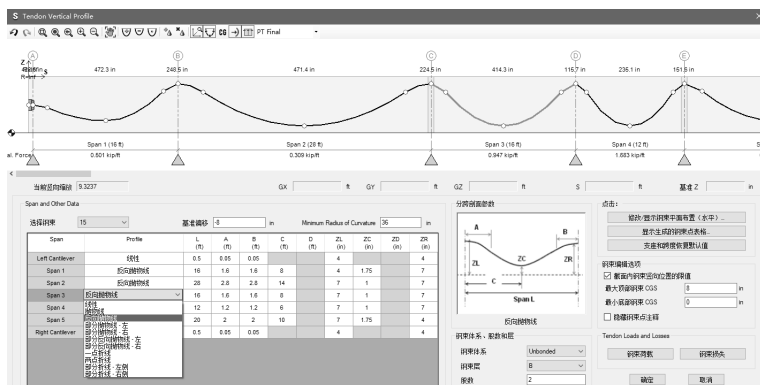 S Tendon Vertical Profile
CG PT Final
A B C D E
Z
S
472.3 in 248.5 in 471.4 in 224.5 in 414.3 in 115.7 in 235.1 in 151.5 in
Span 1 (16 ft) Span 2 (28 ft) Span 3 (16 ft) Span 4 (12 ft)
al. Force 0.801 kip/ft 0.309 kip/ft 0.947 kip/ft 1.683 kip/ft
当前竖向偏移 9.3237 GX ft GY ft GZ ft S ft 基准 Z in
Span and Other Data
选择钢束 15 基准偏移 -8 in Minimum Radius of Curvature 36 in
Span Profile L (ft) A (ft) B (ft) C (ft) D (ft) ZL (in) ZC (in) ZD (in) ZR (in)
Left Cantilever 线性 0.5 0.05 0.05 4 7
Span 1 反向抛物线 16 1.6 1.6 8 4 1.75 7
Span 2 反向抛物线 28 2.8 2.8 14 7 1 7
Span 3 反向抛物线 16 1.6 1.6 8 7 1 7
Span 4 12 1.2 1.2 6 7 1 7
Span 5 20 2 2 10 7 1.75 4
Right Cantilever 0.5 0.05 0.05 4 4
线性
抛物线
反向抛物线
部分抛物线 - 左
部分抛物线 - 右
部分反向抛物线 - 左
部分反向抛物线 - 右
一点折线
两点折线
部分折线 - 左侧
部分折线 - 右侧
分跨剖面参数
A B
ZL ZC ZR
C
Span L
反向抛物线
钢束体系、股数和层
钢束体系 Unbonded
钢束层 B
股数 2
点击:
修改/显示钢束平面布置(水平)..
显示生成的钢束点表格..
支座和跨度恢复默认值
钢束编辑选项
截面内钢束竖向位置的限值
最大顶部钢束 CGS 8 in
最小底部钢束 CGS 0 in
隐藏钢束点注释
Tendon Loads and Losses
钢束荷载 钢束损失
确定 取消